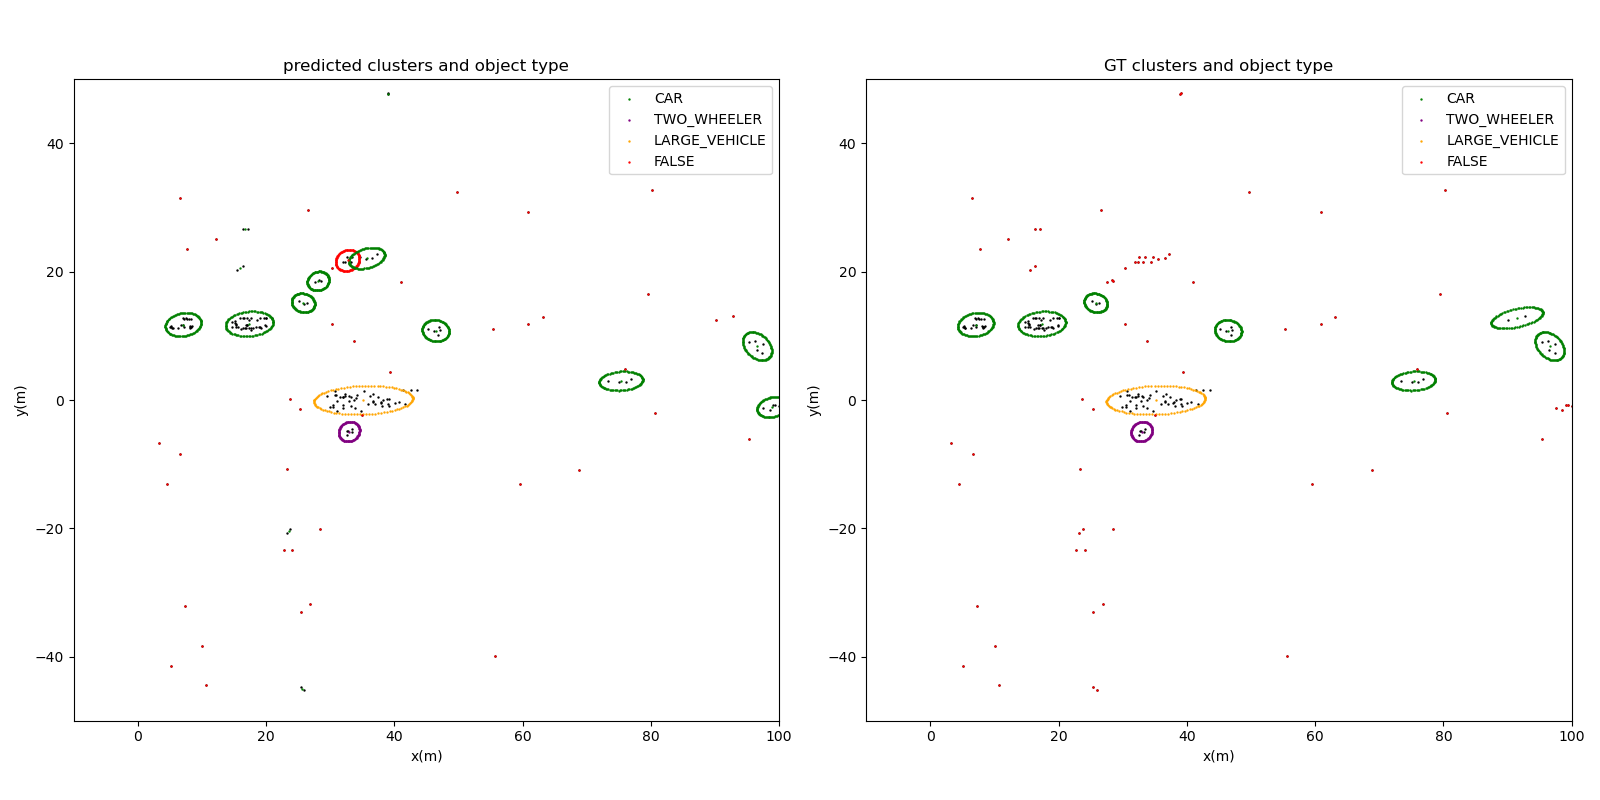 predicted clusters and object type
CAR
TWO_WHEELER
LARGE_VEHICLE
FALSE
40
20
0
−20
−40
y(m)
0
20
40
60
80
100
x(m)
GT clusters and object type
CAR
TWO_WHEELER
LARGE_VEHICLE
FALSE
40
20
0
−20
−40
y(m)
0
20
40
60
80
100
x(m)